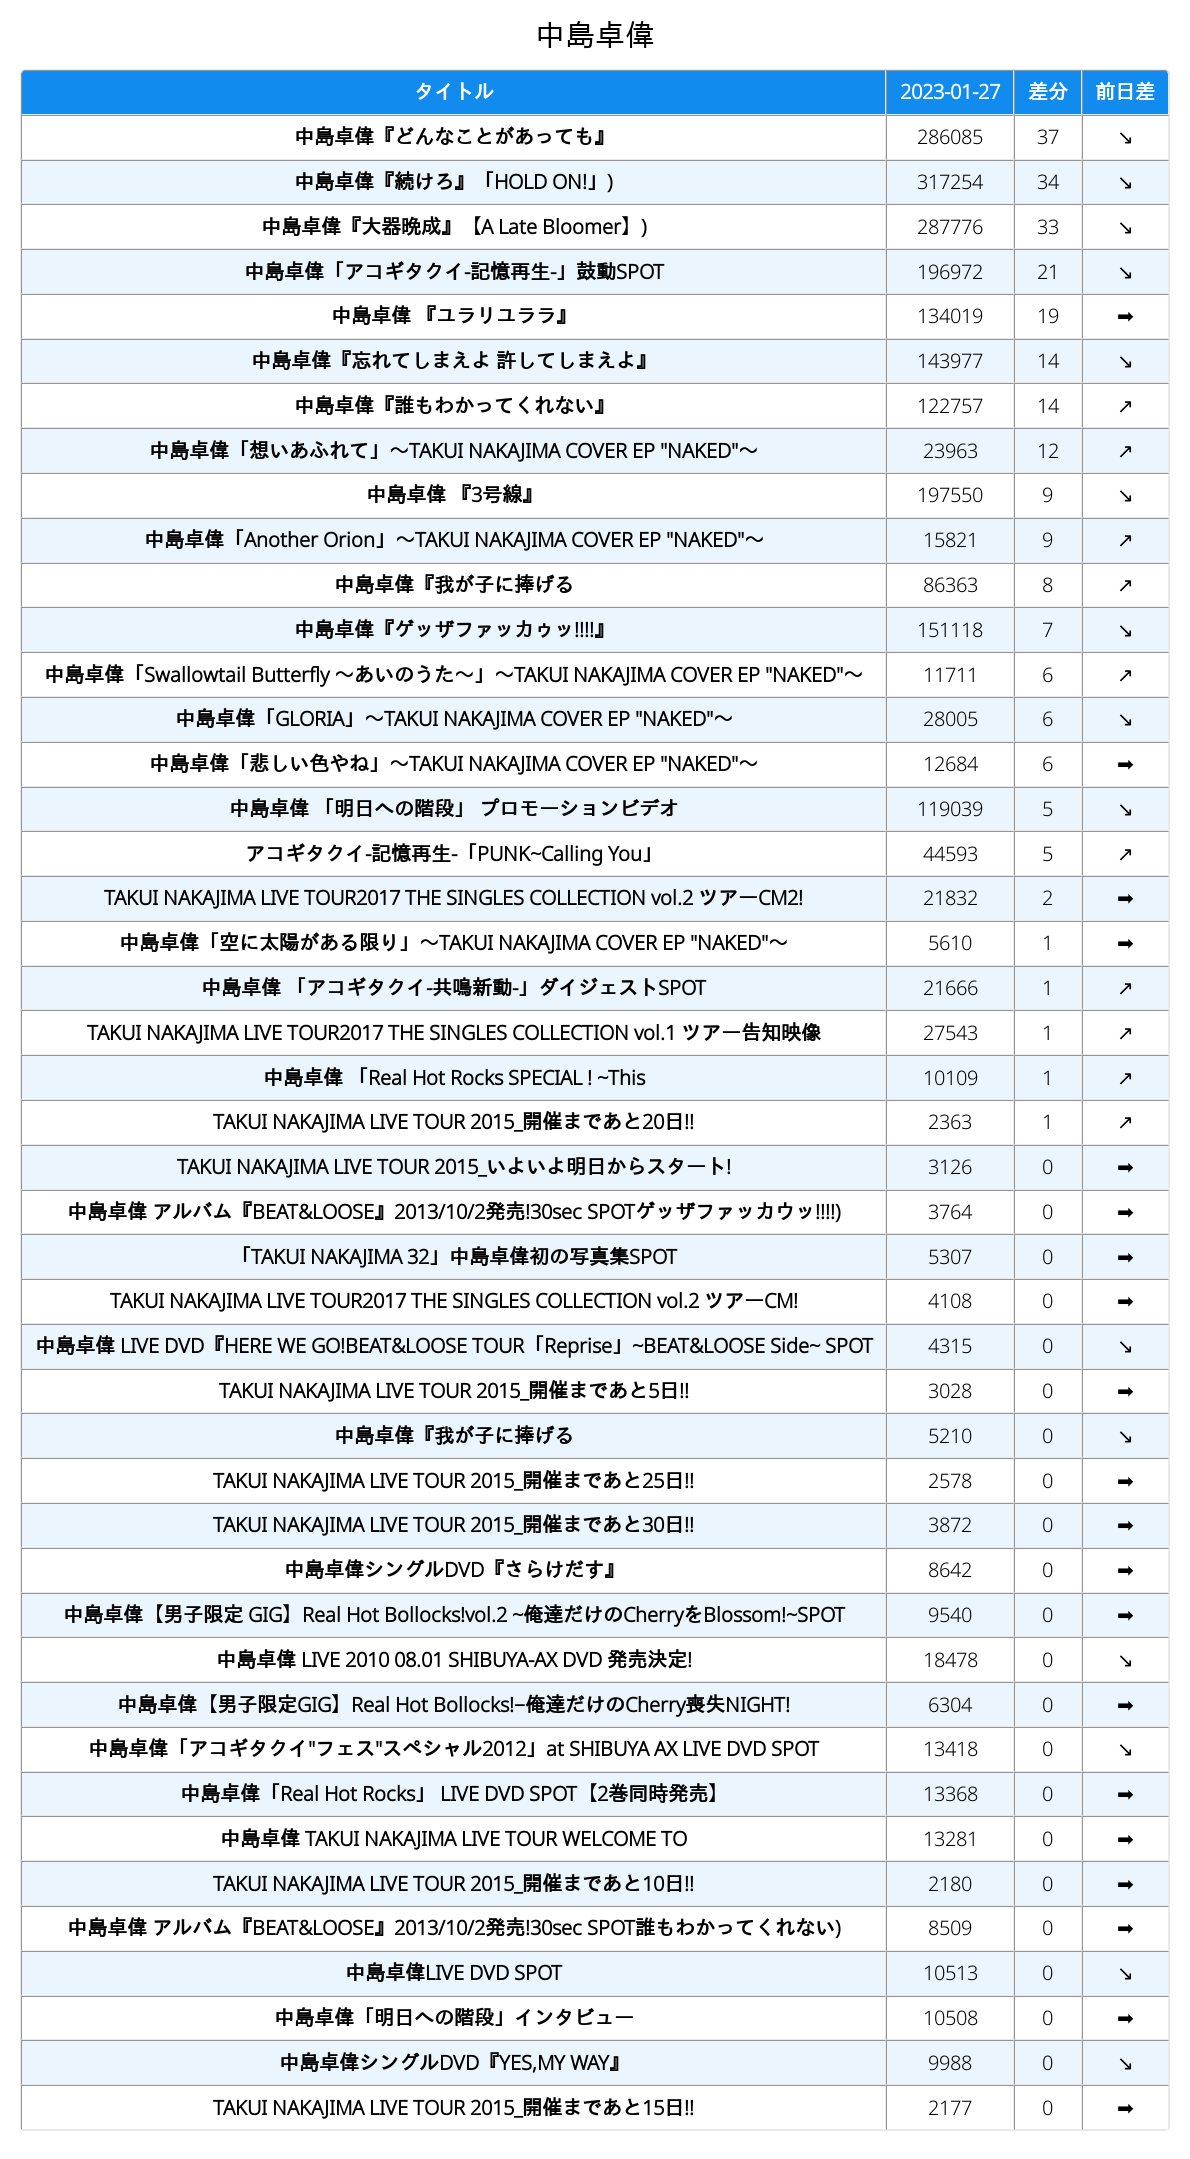 中島卓偉
タイトル 2023-01-27 差分 前日差
中島卓偉『どんなことがあっても』 286085 37 ↘
中島卓偉『続けろ』「HOLD ON!」) 317254 34 ↘
中島卓偉『大器晩成』【A Late Bloomer】) 287776 33 ↘
中島卓偉「アコギタクイ-記憶再生-」鼓動SPOT 196972 21 ↘
中島卓偉 『ユラリユララ』 134019 19 ➡
中島卓偉『忘れてしまえよ 許してしまえよ』 143977 14 ↘
中島卓偉『誰もわかってくれない』 122757 14 ↗
中島卓偉「想いあふれて」〜TAKUI NAKAJIMA COVER EP "NAKED"〜 23963 12 ↗
中島卓偉 『3号線』 197550 9 ↘
中島卓偉「Another Orion」〜TAKUI NAKAJIMA COVER EP "NAKED"〜 15821 9 ↗
中島卓偉『我が子に捧げる 86363 8 ↗
中島卓偉『ゲッザファッカゥッ!!!!』 151118 7 ↘
中島卓偉「Swallowtail Butterfly 〜あいのうた〜」〜TAKUI NAKAJIMA COVER EP "NAKED"〜 11711 6 ↗
中島卓偉「GLORIA」〜TAKUI NAKAJIMA COVER EP "NAKED"〜 28005 6 ↘
中島卓偉「悲しい色やね」〜TAKUI NAKAJIMA COVER EP "NAKED"〜 12684 6 ➡
中島卓偉 「明日への階段」 プロモーションビデオ 119039 5 ↘
アコギタクイ-記憶再生-「PUNK~Calling You」 44593 5 ↗
TAKUI NAKAJIMA LIVE TOUR2017 THE SINGLES COLLECTION vol.2 ツアーCM2! 21832 2 ➡
中島卓偉「空に太陽がある限り」〜TAKUI NAKAJIMA COVER EP "NAKED"〜 5610 1 ➡
中島卓偉 「アコギタクイ-共鳴新動-」ダイジェストSPOT 21666 1 ↗
TAKUI NAKAJIMA LIVE TOUR2017 THE SINGLES COLLECTION vol.1 ツアー告知映像 27543 1 ↗
中島卓偉 「Real Hot Rocks SPECIAL ! ~This 10109 1 ↗
TAKUI NAKAJIMA LIVE TOUR 2015_開催まであと20日!! 2363 1 ↗
TAKUI NAKAJIMA LIVE TOUR 2015_いよいよ明日からスタート! 3126 0 ➡
中島卓偉 アルバム『BEAT&LOOSE』2013/10/2発売!30sec SPOTゲッザファッカウッ!!!!) 3764 0 ➡
「TAKUI NAKAJIMA 32」中島卓偉初の写真集SPOT 5307 0 ➡
TAKUI NAKAJIMA LIVE TOUR2017 THE SINGLES COLLECTION vol.2 ツアーCM! 4108 0 ➡
中島卓偉 LIVE DVD『HERE WE GO!BEAT&LOOSE TOUR「Reprise」~BEAT&LOOSE Side~ SPOT 4315 0 ↘
TAKUI NAKAJIMA LIVE TOUR 2015_開催まであと5日!! 3028 0 ➡
中島卓偉『我が子に捧げる 5210 0 ↘
TAKUI NAKAJIMA LIVE TOUR 2015_開催まであと25日!! 2578 0 ➡
TAKUI NAKAJIMA LIVE TOUR 2015_開催まであと30日!! 3872 0 ➡
中島卓偉シングルDVD『さらけだす』 8642 0 ➡
中島卓偉【男子限定 GIG】Real Hot Bollocks!vol.2 ~俺達だけのCherryをBlossom!~SPOT 9540 0 ➡
中島卓偉 LIVE 2010 08.01 SHIBUYA-AX DVD 発売決定! 18478 0 ↘
中島卓偉【男子限定GIG】Real Hot Bollocks!–俺達だけのCherry喪失NIGHT! 6304 0 ➡
中島卓偉「アコギタクイ"フェス"スペシャル2012」at SHIBUYA AX LIVE DVD SPOT 13418 0 ↘
中島卓偉「Real Hot Rocks」 LIVE DVD SPOT【2巻同時発売】 13368 0 ➡
中島卓偉 TAKUI NAKAJIMA LIVE TOUR WELCOME TO 13281 0 ➡
TAKUI NAKAJIMA LIVE TOUR 2015_開催まであと10日!! 2180 0 ➡
中島卓偉 アルバム『BEAT&LOOSE』2013/10/2発売!30sec SPOT誰もわかってくれない) 8509 0 ➡
中島卓偉LIVE DVD SPOT 10513 0 ↘
中島卓偉「明日への階段」インタビュー 10508 0 ➡
中島卓偉シングルDVD『YES,MY WAY』 9988 0 ↘
TAKUI NAKAJIMA LIVE TOUR 2015_開催まであと15日!! 2177 0 ➡